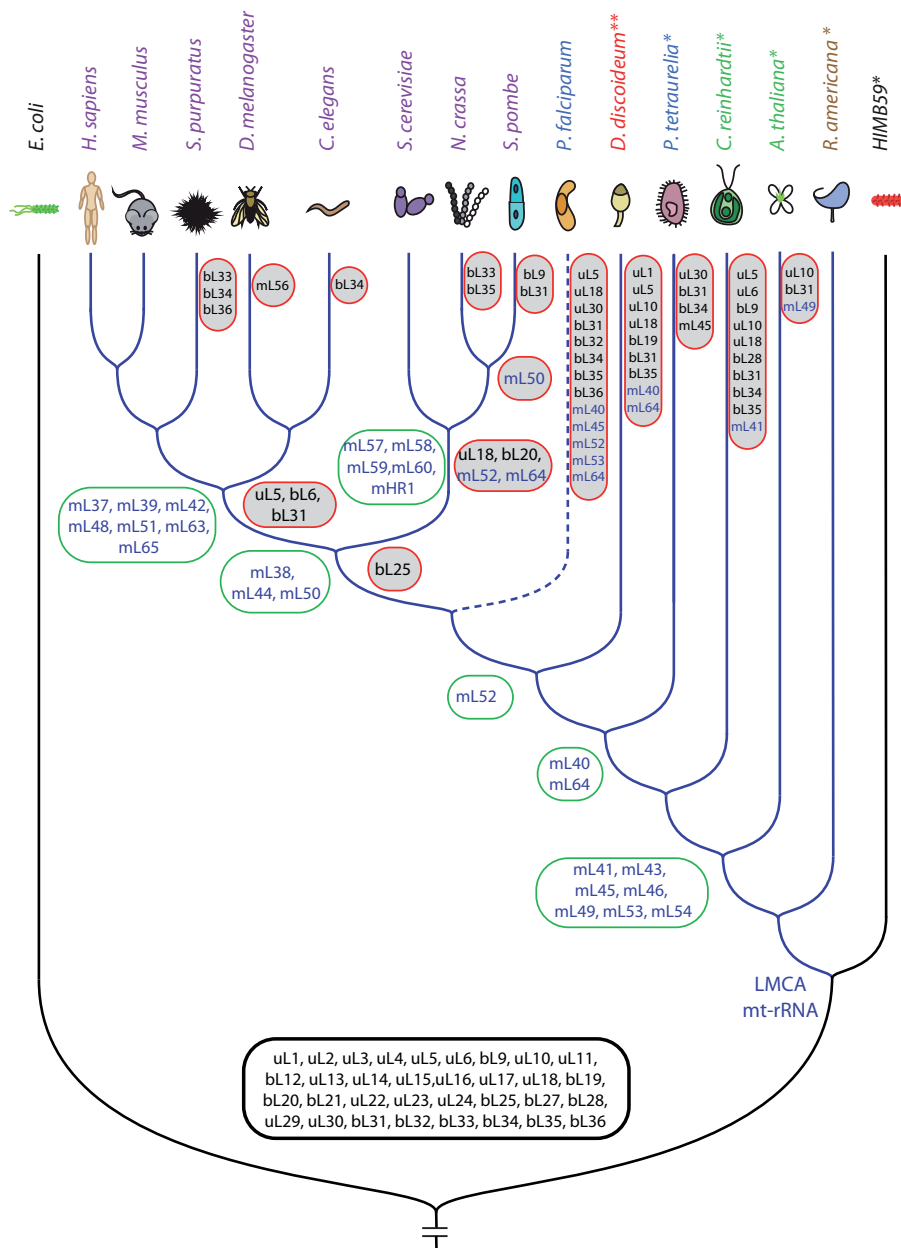 E.coli
H. sapiens
M. musculus
S. purpuratus
D. melanogaster
C. elegans
S. cerevisiae
N. crassa
S. pombe
P. falciparum
D. discoideum**
P. tetraurelia*
C. reinhardtii*
A. thaliana*
R. americana*
HIMB59*
bL33
bL34
bL36
mL56
bL34
bL33
bL35
bL9
bL31
uL5
uL18
uL30
bL31
bL32
bL34
bL35
bL36
mL40
mL45
mL52
mL53
mL64
uL1
uL5
uL10
uL18
bL19
bL31
bL35
mL40
mL64
uL30
bL31
bL34
mL45
uL5
uL6
bL9
uL10
uL18
bL28
bL31
bL34
bL35
mL41
uL10
bL31
mL49
mL50
mL57, mL58,
mL59,mL60,
mHR1
uL18, bL20,
mL52, mL64
mL37, mL39, mL42,
mL48, mL51, mL63,
mL65
uL5, bL6,
bL31
mL38,
mL44, mL50
bL25
mL52
mL40
mL64
mL41, mL43,
mL45, mL46,
mL49, mL53, mL54
LMCA
mt-rRNA
uL1, uL2, uL3, uL4, uL5, uL6, bL9, uL10, uL11,
bL12, uL13, uL14, uL15,uL16, uL17, uL18, bL19,
bL20, bL21, uL22, uL23, uL24, bL25, bL27, bL28,
uL29, uL30, bL31, bL32, bL33, bL34, bL35, bL36